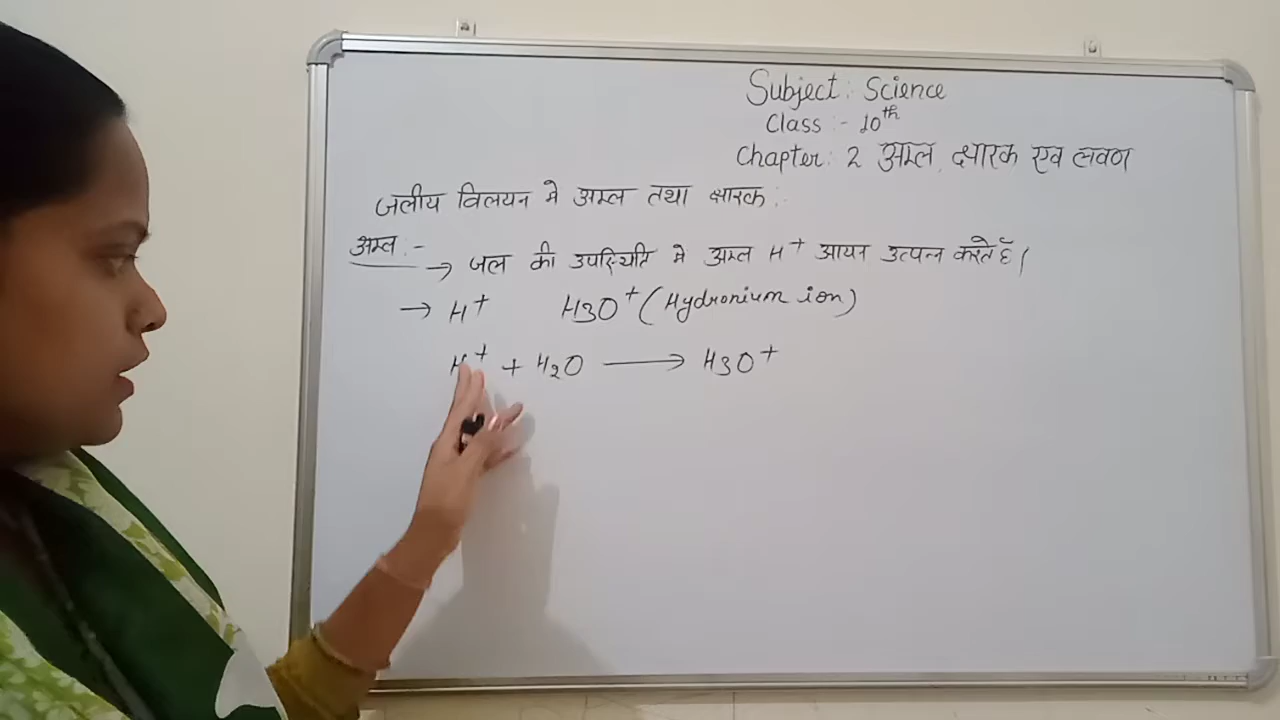 Subject: Science
Class :- 10th
Chapter: 2 अम्ल, क्षारक एव लवण
जलीय विलयन मे अम्ल तथा क्षारक :-
अम्ल :-
→ जल की उपस्थिति मे अम्ल H+ आयन उत्पन्न करते हैं।
→ H+ H3O+ (Hydronium ion)
H+ + H2O ⟶ H3O+